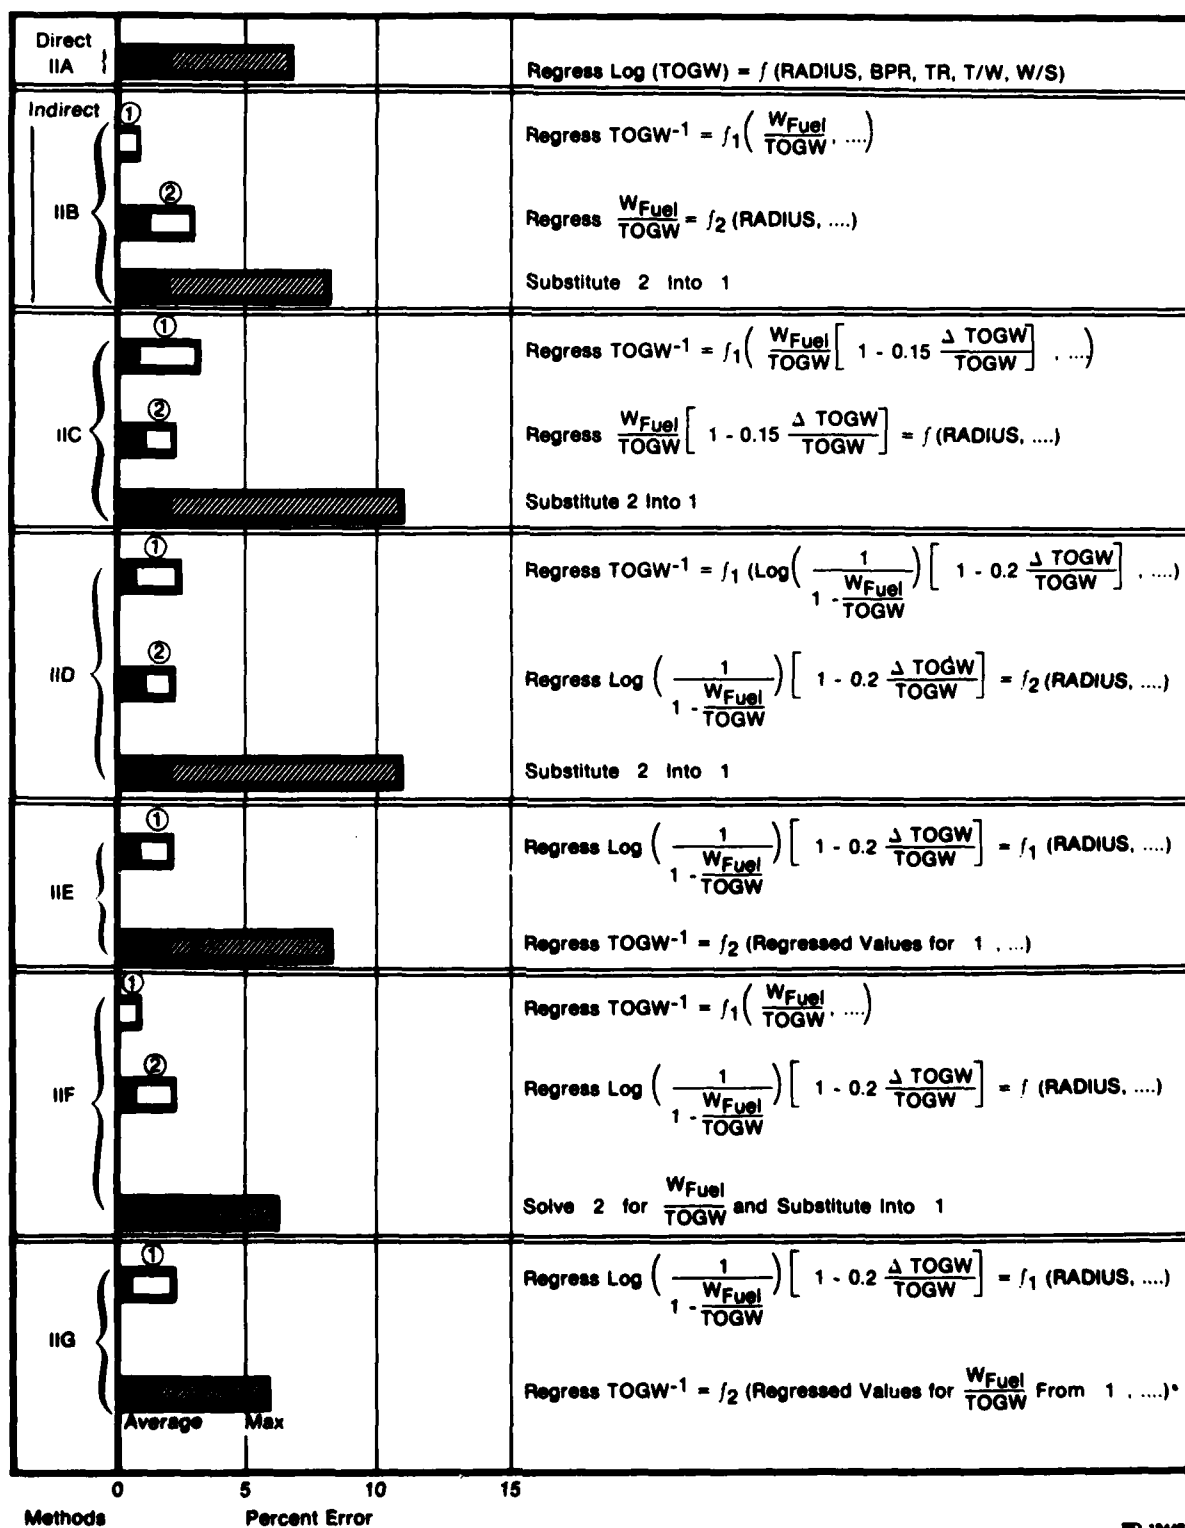 Direct
IIA
Regress Log (TOGW) = f (RADIUS, BPR, TR, T/W, W/S)
Indirect
IIB
①
Regress TOGW⁻¹ = f₁( W_Fuel / TOGW , ....)
②
Regress W_Fuel / TOGW = f₂ (RADIUS, ....)
Substitute 2 Into 1
IIC
①
Regress TOGW⁻¹ = f₁( W_Fuel / TOGW [ 1 - 0.15 Δ TOGW / TOGW ] , ....)
②
Regress W_Fuel / TOGW [ 1 - 0.15 Δ TOGW / TOGW ] = f (RADIUS, ....)
Substitute 2 Into 1
IID
①
Regress TOGW⁻¹ = f₁ (Log( 1 / 1 - W_Fuel / TOGW ) [ 1 - 0.2 Δ TOGW / TOGW ] , ....)
②
Regress Log ( 1 / 1 - W_Fuel / TOGW ) [ 1 - 0.2 Δ TOGW / TOGW ] = f₂ (RADIUS, ....)
Substitute 2 Into 1
IIE
①
Regress Log ( 1 / 1 - W_Fuel / TOGW ) [ 1 - 0.2 Δ TOGW / TOGW ] = f₁ (RADIUS, ....)
Regress TOGW⁻¹ = f₂ (Regressed Values for 1 , ...)
IIF
①
Regress TOGW⁻¹ = f₁( W_Fuel / TOGW , ....)
②
Regress Log ( 1 / 1 - W_Fuel / TOGW ) [ 1 - 0.2 Δ TOGW / TOGW ] = f (RADIUS, ....)
Solve 2 for W_Fuel / TOGW and Substitute Into 1
IIG
①
Regress Log ( 1 / 1 - W_Fuel / TOGW ) [ 1 - 0.2 Δ TOGW / TOGW ] = f₁ (RADIUS, ....)
Regress TOGW⁻¹ = f₂ (Regressed Values for W_Fuel / TOGW From 1 , ....)*
Average Max
0 5 10 15
Methods Percent Error